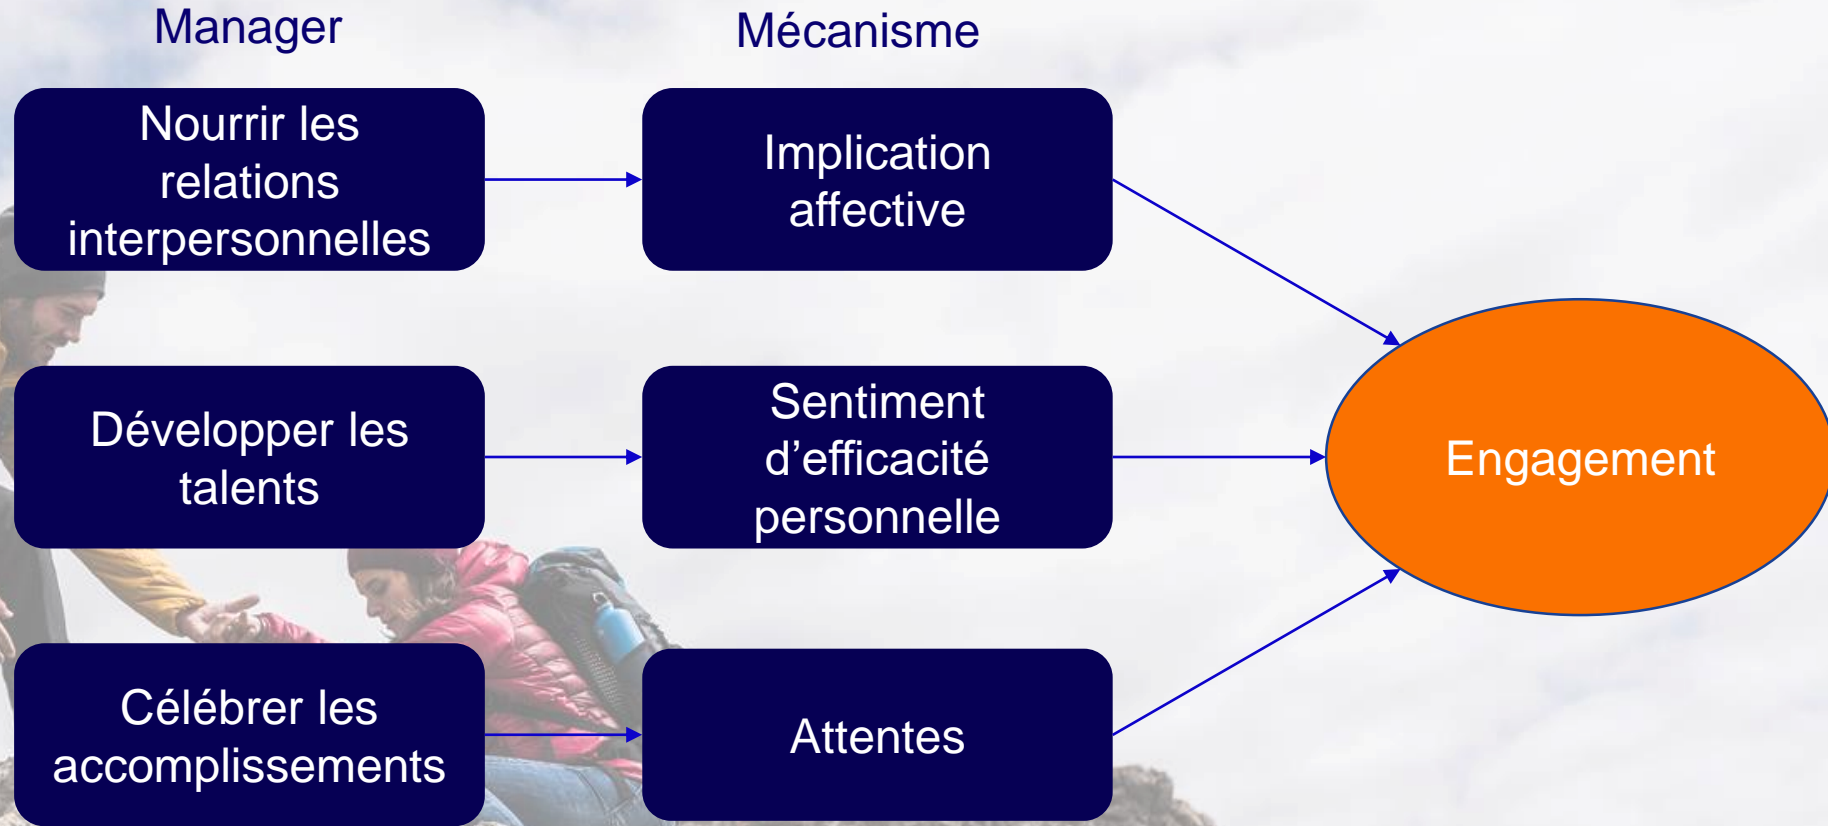 Manager
Mécanisme
Nourrir les
relations
interpersonnelles
Implication
affective
Développer les
talents
Sentiment
d’efficacité
personnelle
Engagement
Célébrer les
accomplissements
Attentes